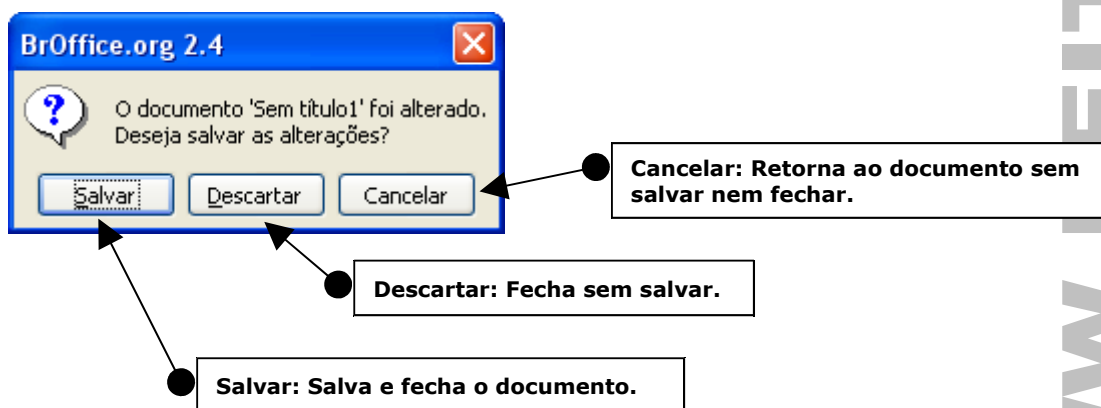 BrOffice.org 2.4
O documento 'Sem título1' foi alterado.
Deseja salvar as alterações?
Salvar
Descartar
Cancelar
Cancelar: Retorna ao documento sem
salvar nem fechar.
Descartar: Fecha sem salvar.
Salvar: Salva e fecha o documento.